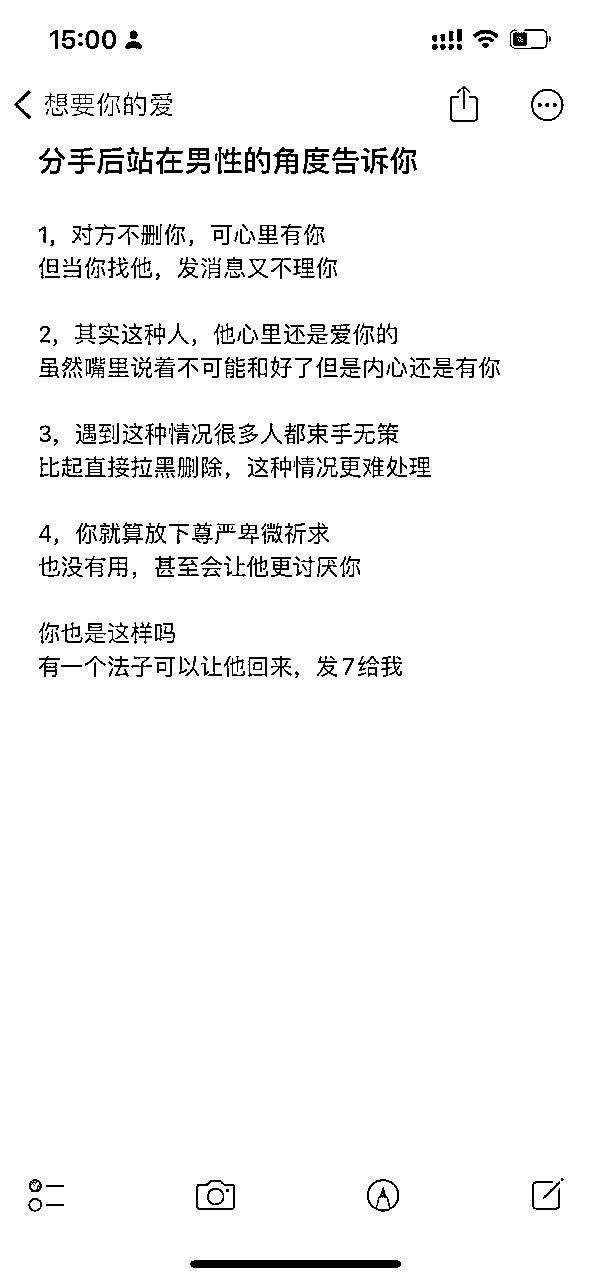 15:00
想要你的爱
分手后站在男性的角度告诉你
1，对方不删你，可心里有你
但当你找他，发消息又不理你
2，其实这种人，他心里还是爱你的
虽然嘴里说着不可能和好了但是内心还是有你
3，遇到这种情况很多人都束手无策
比起直接拉黑删除，这种情况更难处理
4，你就算放下尊严卑微祈求
也没有用，甚至会让他更讨厌你
你也是这样吗
有一个法子可以让他回来，发7给我